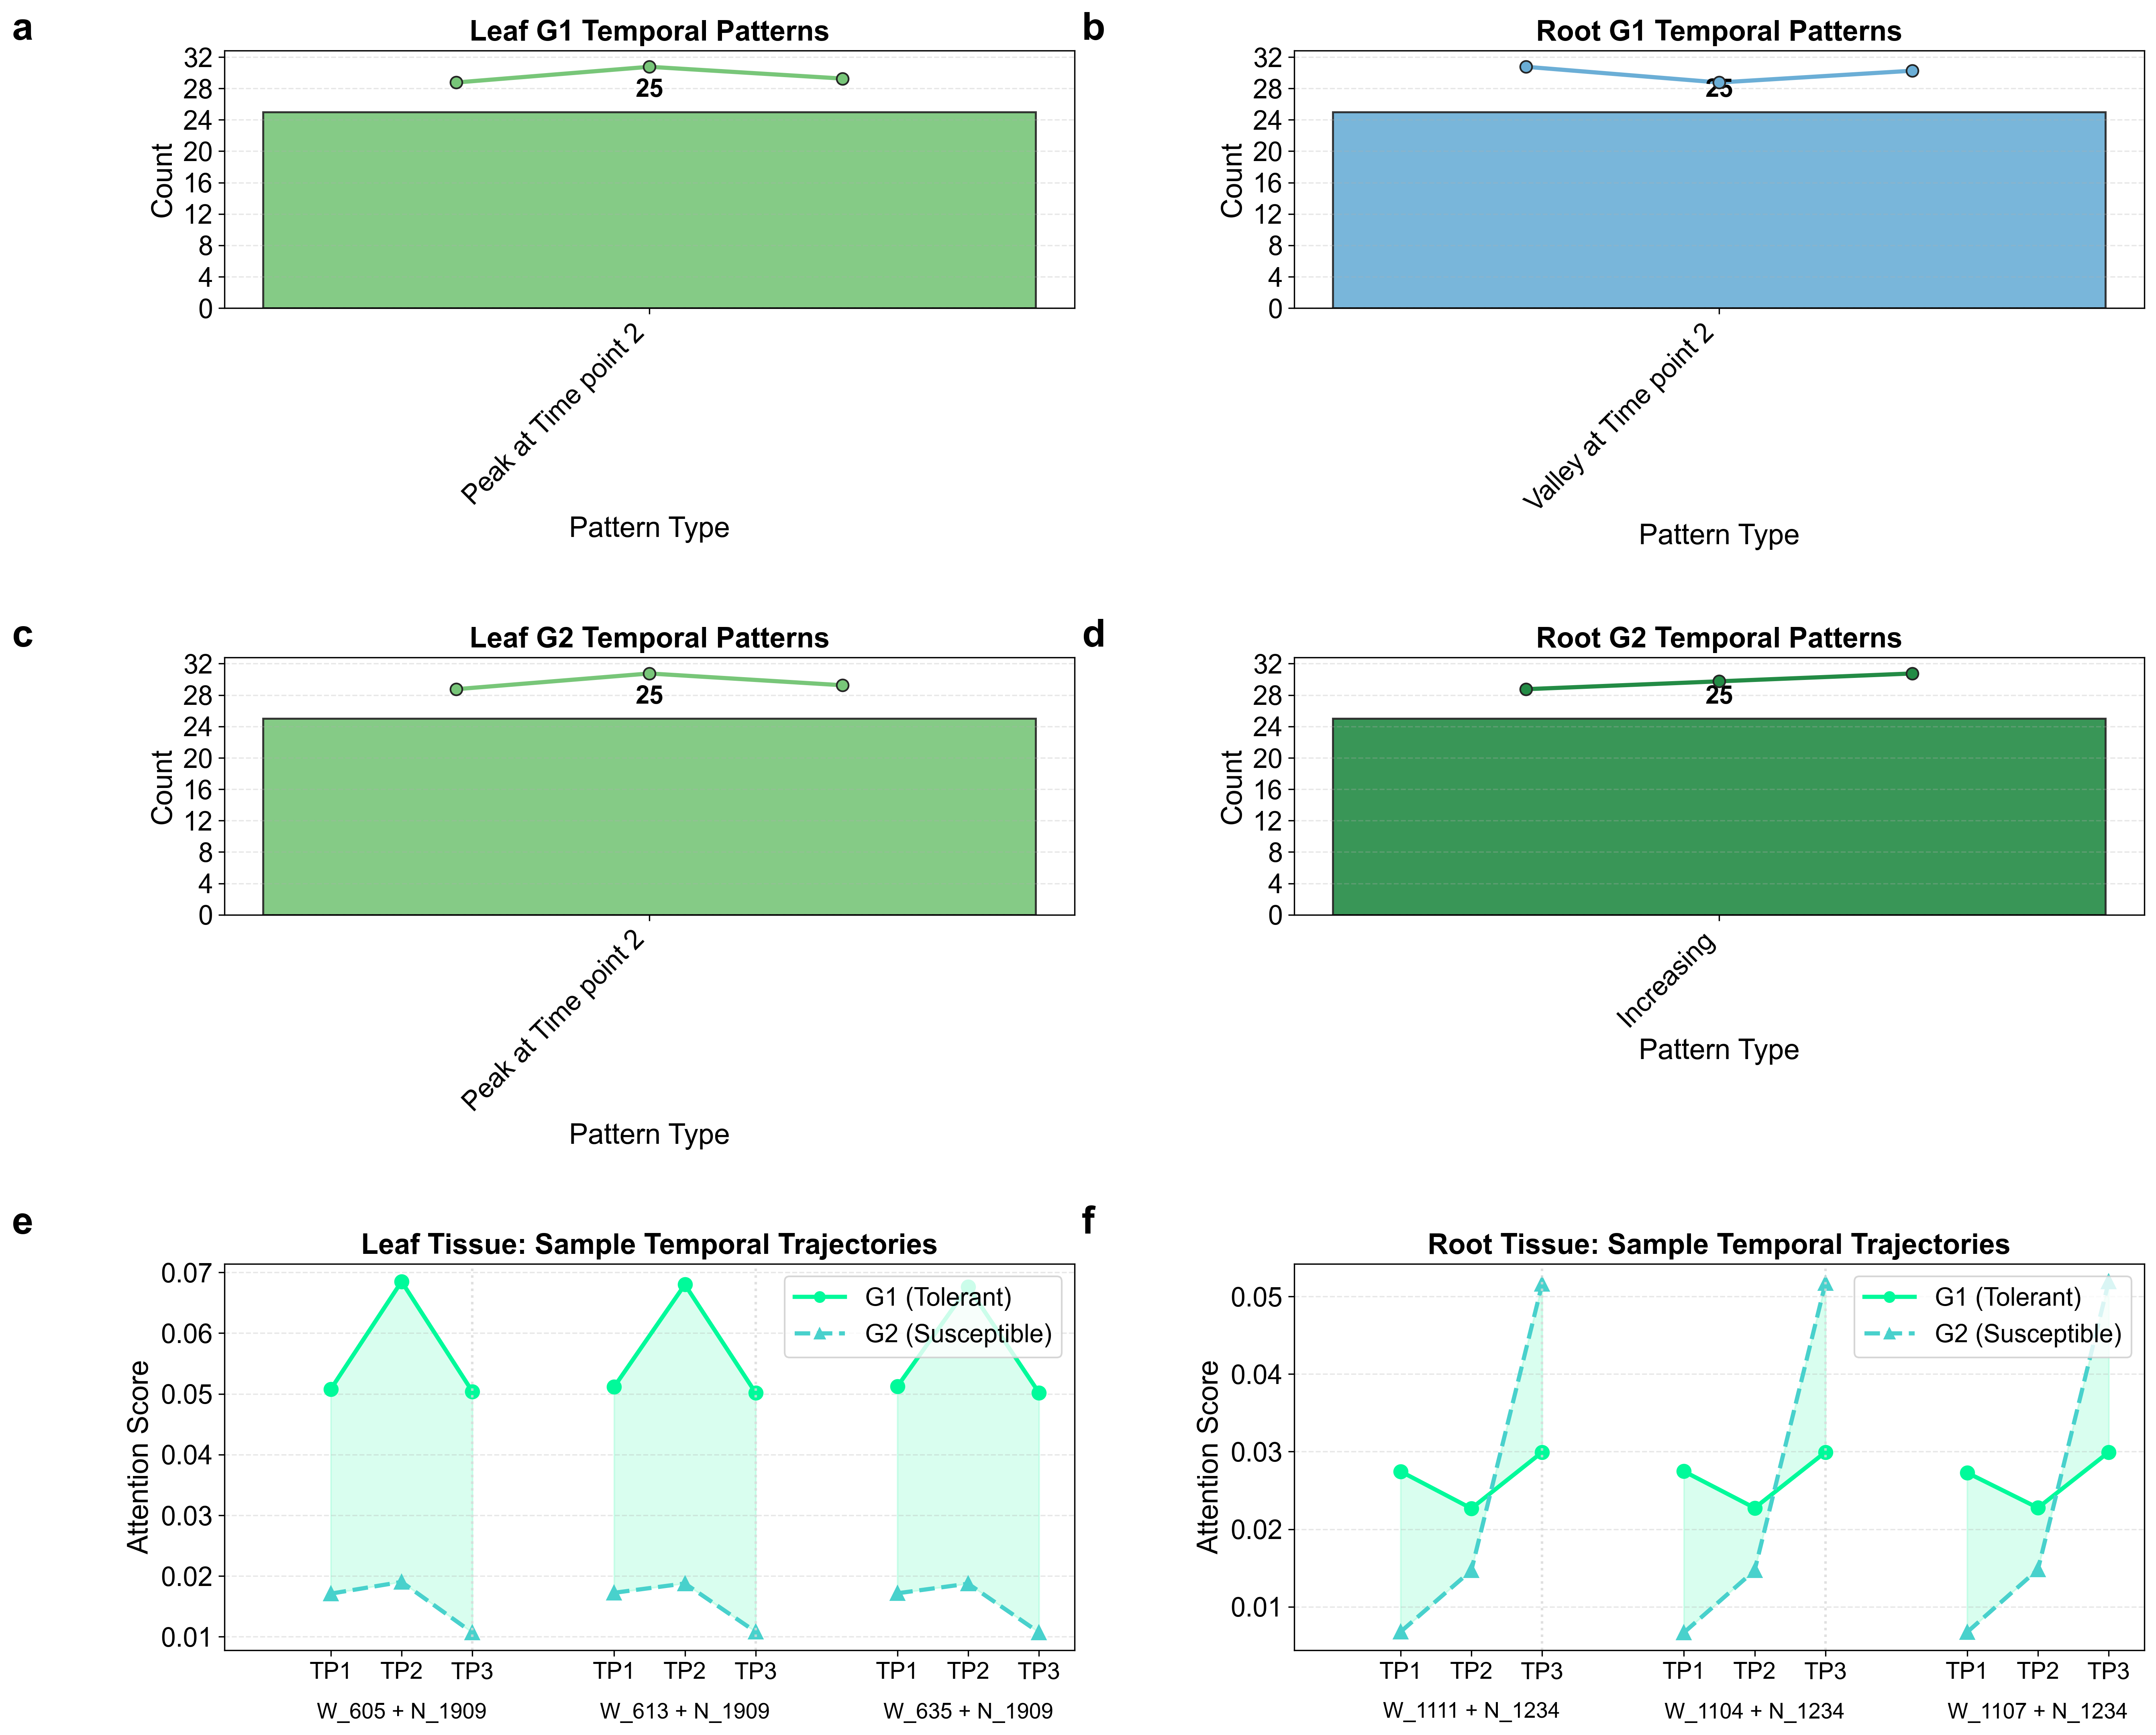 a
Leaf G1 Temporal Patterns
32
28
24
20
16
12
8
4
0
Count
25
Peak at Time point 2
Pattern Type
b
Root G1 Temporal Patterns
32
28
24
20
16
12
8
4
0
Count
25
Valley at Time point 2
Pattern Type
c
Leaf G2 Temporal Patterns
32
28
24
20
16
12
8
4
0
Count
25
Peak at Time point 2
Pattern Type
d
Root G2 Temporal Patterns
32
28
24
20
16
12
8
4
0
Count
25
Increasing
Pattern Type
e
Leaf Tissue: Sample Temporal Trajectories
0.07
0.06
0.05
0.04
0.03
0.02
0.01
Attention Score
G1 (Tolerant)
G2 (Susceptible)
TP1 TP2 TP3 TP1 TP2 TP3 TP1 TP2 TP3
W_605 + N_1909 W_613 + N_1909 W_635 + N_1909
f
Root Tissue: Sample Temporal Trajectories
0.05
0.04
0.03
0.02
0.01
Attention Score
G1 (Tolerant)
G2 (Susceptible)
TP1 TP2 TP3 TP1 TP2 TP3 TP1 TP2 TP3
W_1111 + N_1234 W_1104 + N_1234 W_1107 + N_1234